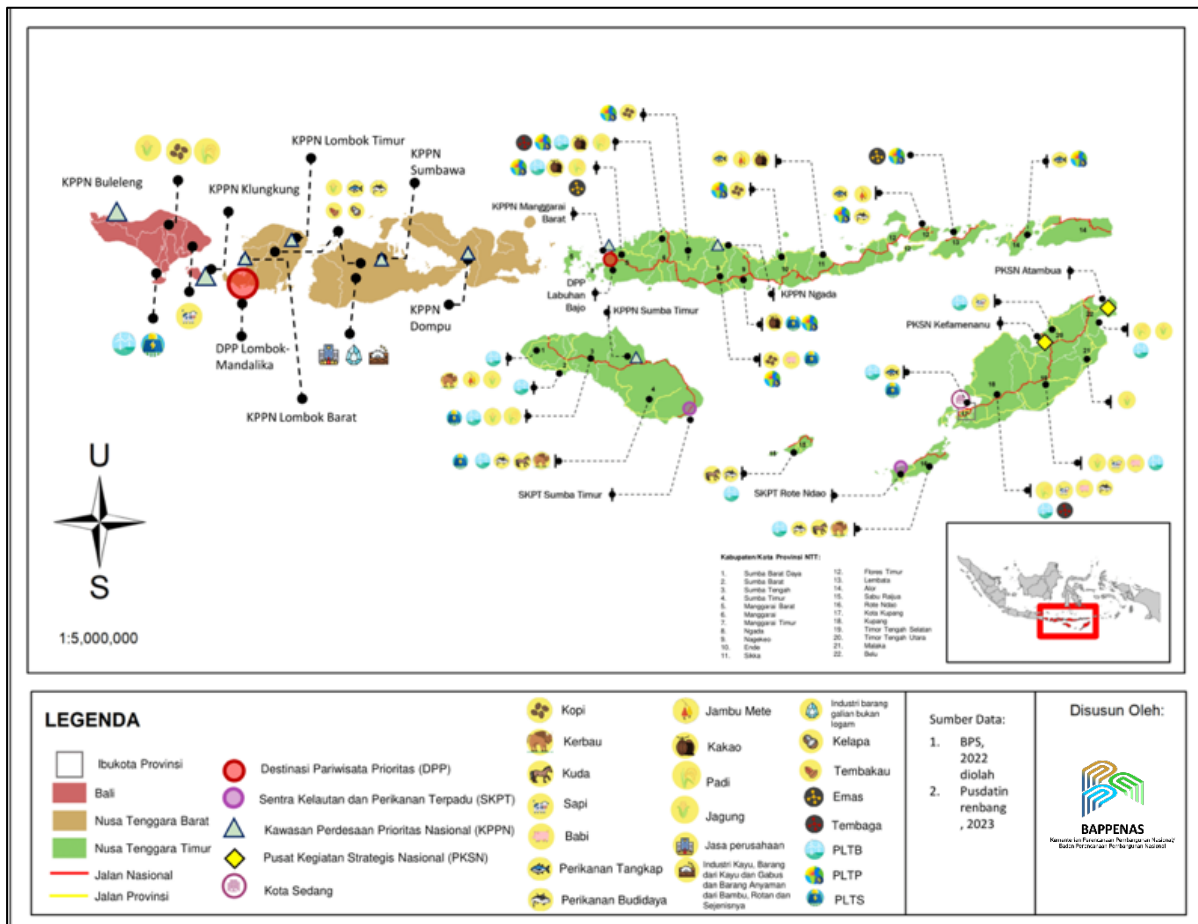 KPPN Buleleng
KPPN Klungkung
KPPN Lombok Timur
KPPN
Sumbawa
DPP Lombok-
Mandalika
KPPN Lombok Barat
KPPN
Dompu
KPPN Manggarai
Barat
DPP
Labuhan
Bajo
KPPN Ngada
KPPN Sumba Timur
SKPT Sumba Timur
SKPT Rote Ndao
PKSN Atambua
PKSN Kefamenanu
U
S
1:5,000,000
Kabupaten/Kota Provinsi NTT:
1. Sumba Barat Daya
2. Sumba Barat
3. Sumba Tengah
4. Sumba Timur
5. Manggarai Barat
6. Manggarai
7. Manggarai Timur
8. Ngada
9. Nagekeo
10. Ende
11. Sikka
12. Flores Timur
13. Lembata
14. Alor
15. Sabu Raijua
16. Rote Ndao
17. Kota Kupang
18. Kupang
19. Timor Tengah Selatan
20. Timor Tengah Utara
21. Malaka
22. Belu
LEGENDA
Ibukota Provinsi
Bali
Nusa Tenggara Barat
Nusa Tenggara Timur
Jalan Nasional
Jalan Provinsi
Destinasi Pariwisata Prioritas (DPP)
Sentra Kelautan dan Perikanan Terpadu (SKPT)
Kawasan Perdesaan Prioritas Nasional (KPPN)
Pusat Kegiatan Strategis Nasional (PKSN)
Kota Sedang
Kopi
Kerbau
Kuda
Sapi
Babi
Perikanan Tangkap
Perikanan Budidaya
Jambu Mete
Kakao
Padi
Jagung
Jasa perusahaan
Industri Kayu, Barang
dari Kayu dan Gabus
dan Barang Anyaman
dari Bambu, Rotan dan
Sejenisnya
Industri barang
galian bukan
logam
Kelapa
Tembakau
Emas
Tembaga
PLTB
PLTP
PLTS
Sumber Data:
1. BPS,
2022
diolah
2. Pusdatin
renbang
, 2023
Disusun Oleh:
BAPPENAS
Kementerian Perencanaan Pembangunan Nasional/
Badan Perencanaan Pembangunan Nasional